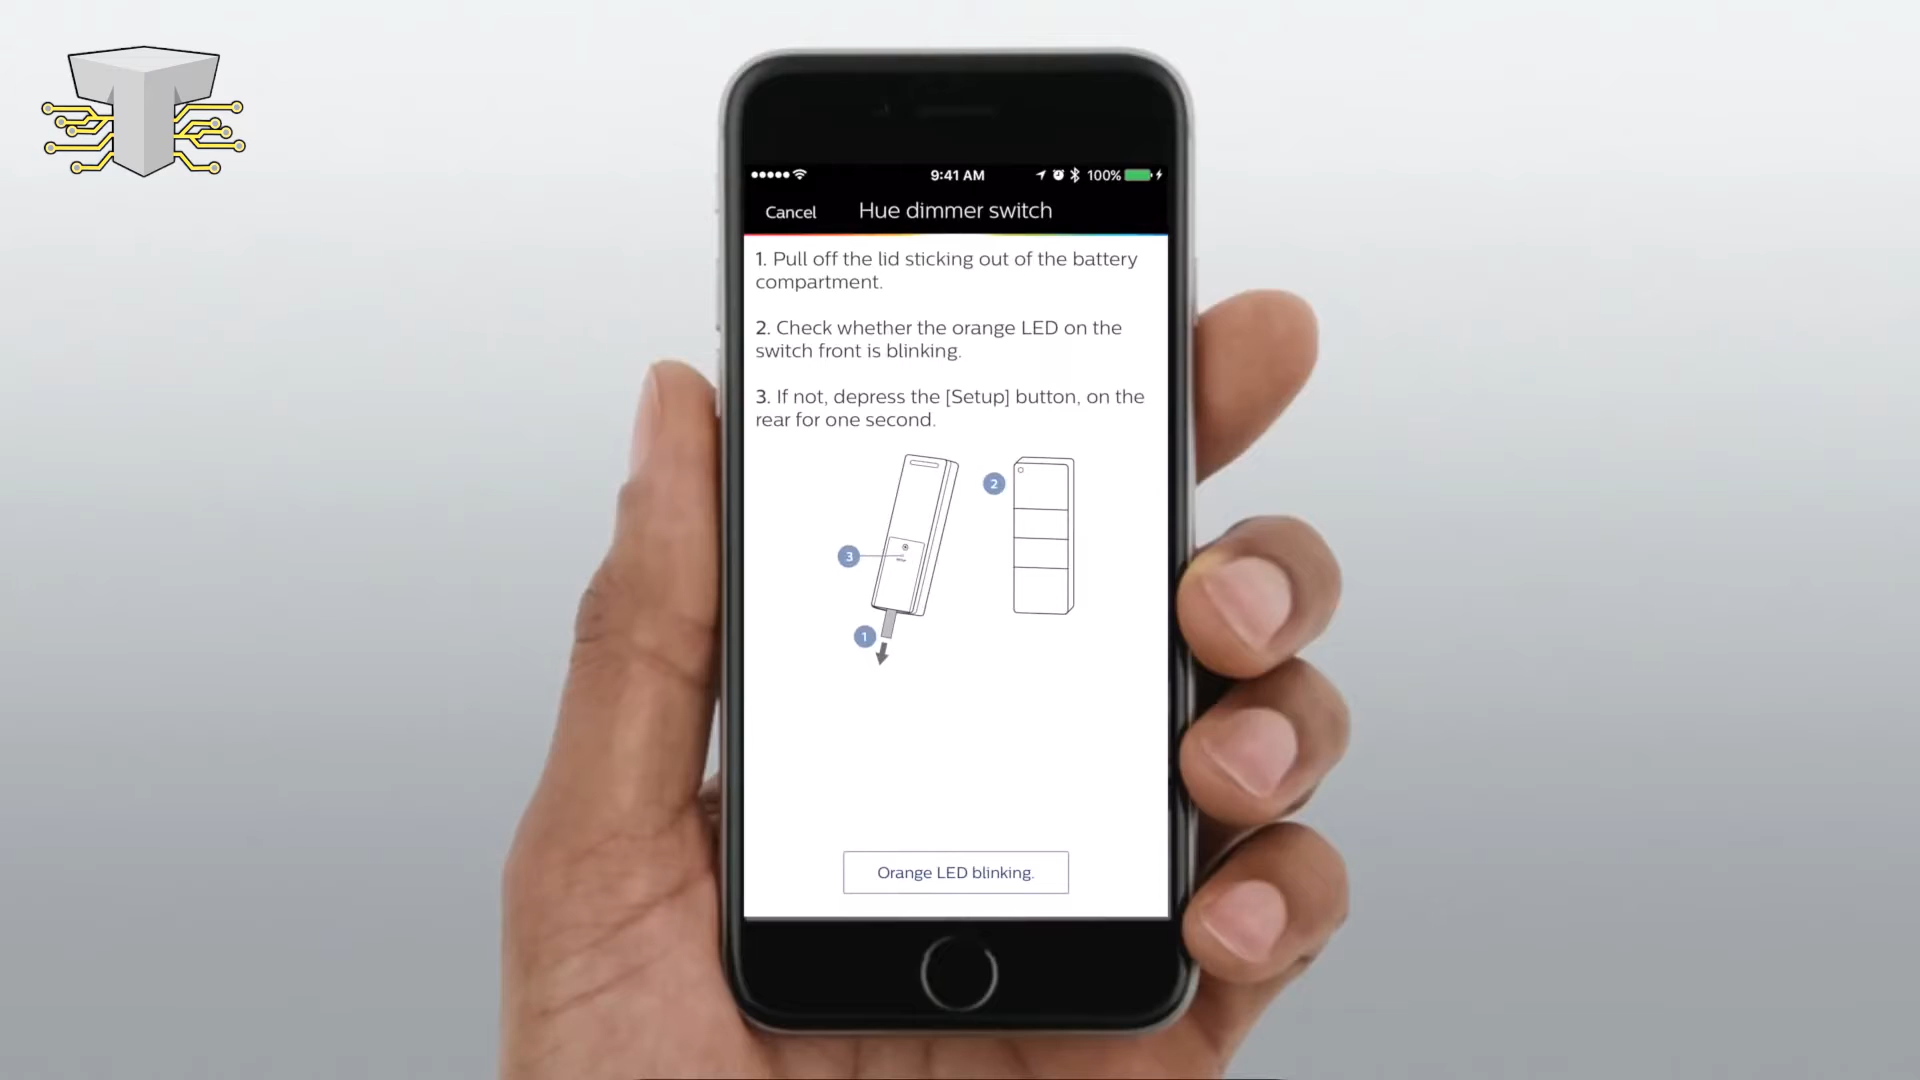 9:41 AM
100%
Cancel
Hue dimmer switch
1. Pull off the lid sticking out of the battery
compartment.
2. Check whether the orange LED on the
switch front is blinking.
3. If not, depress the [Setup] button, on the
rear for one second.
2
3
1
Orange LED blinking.